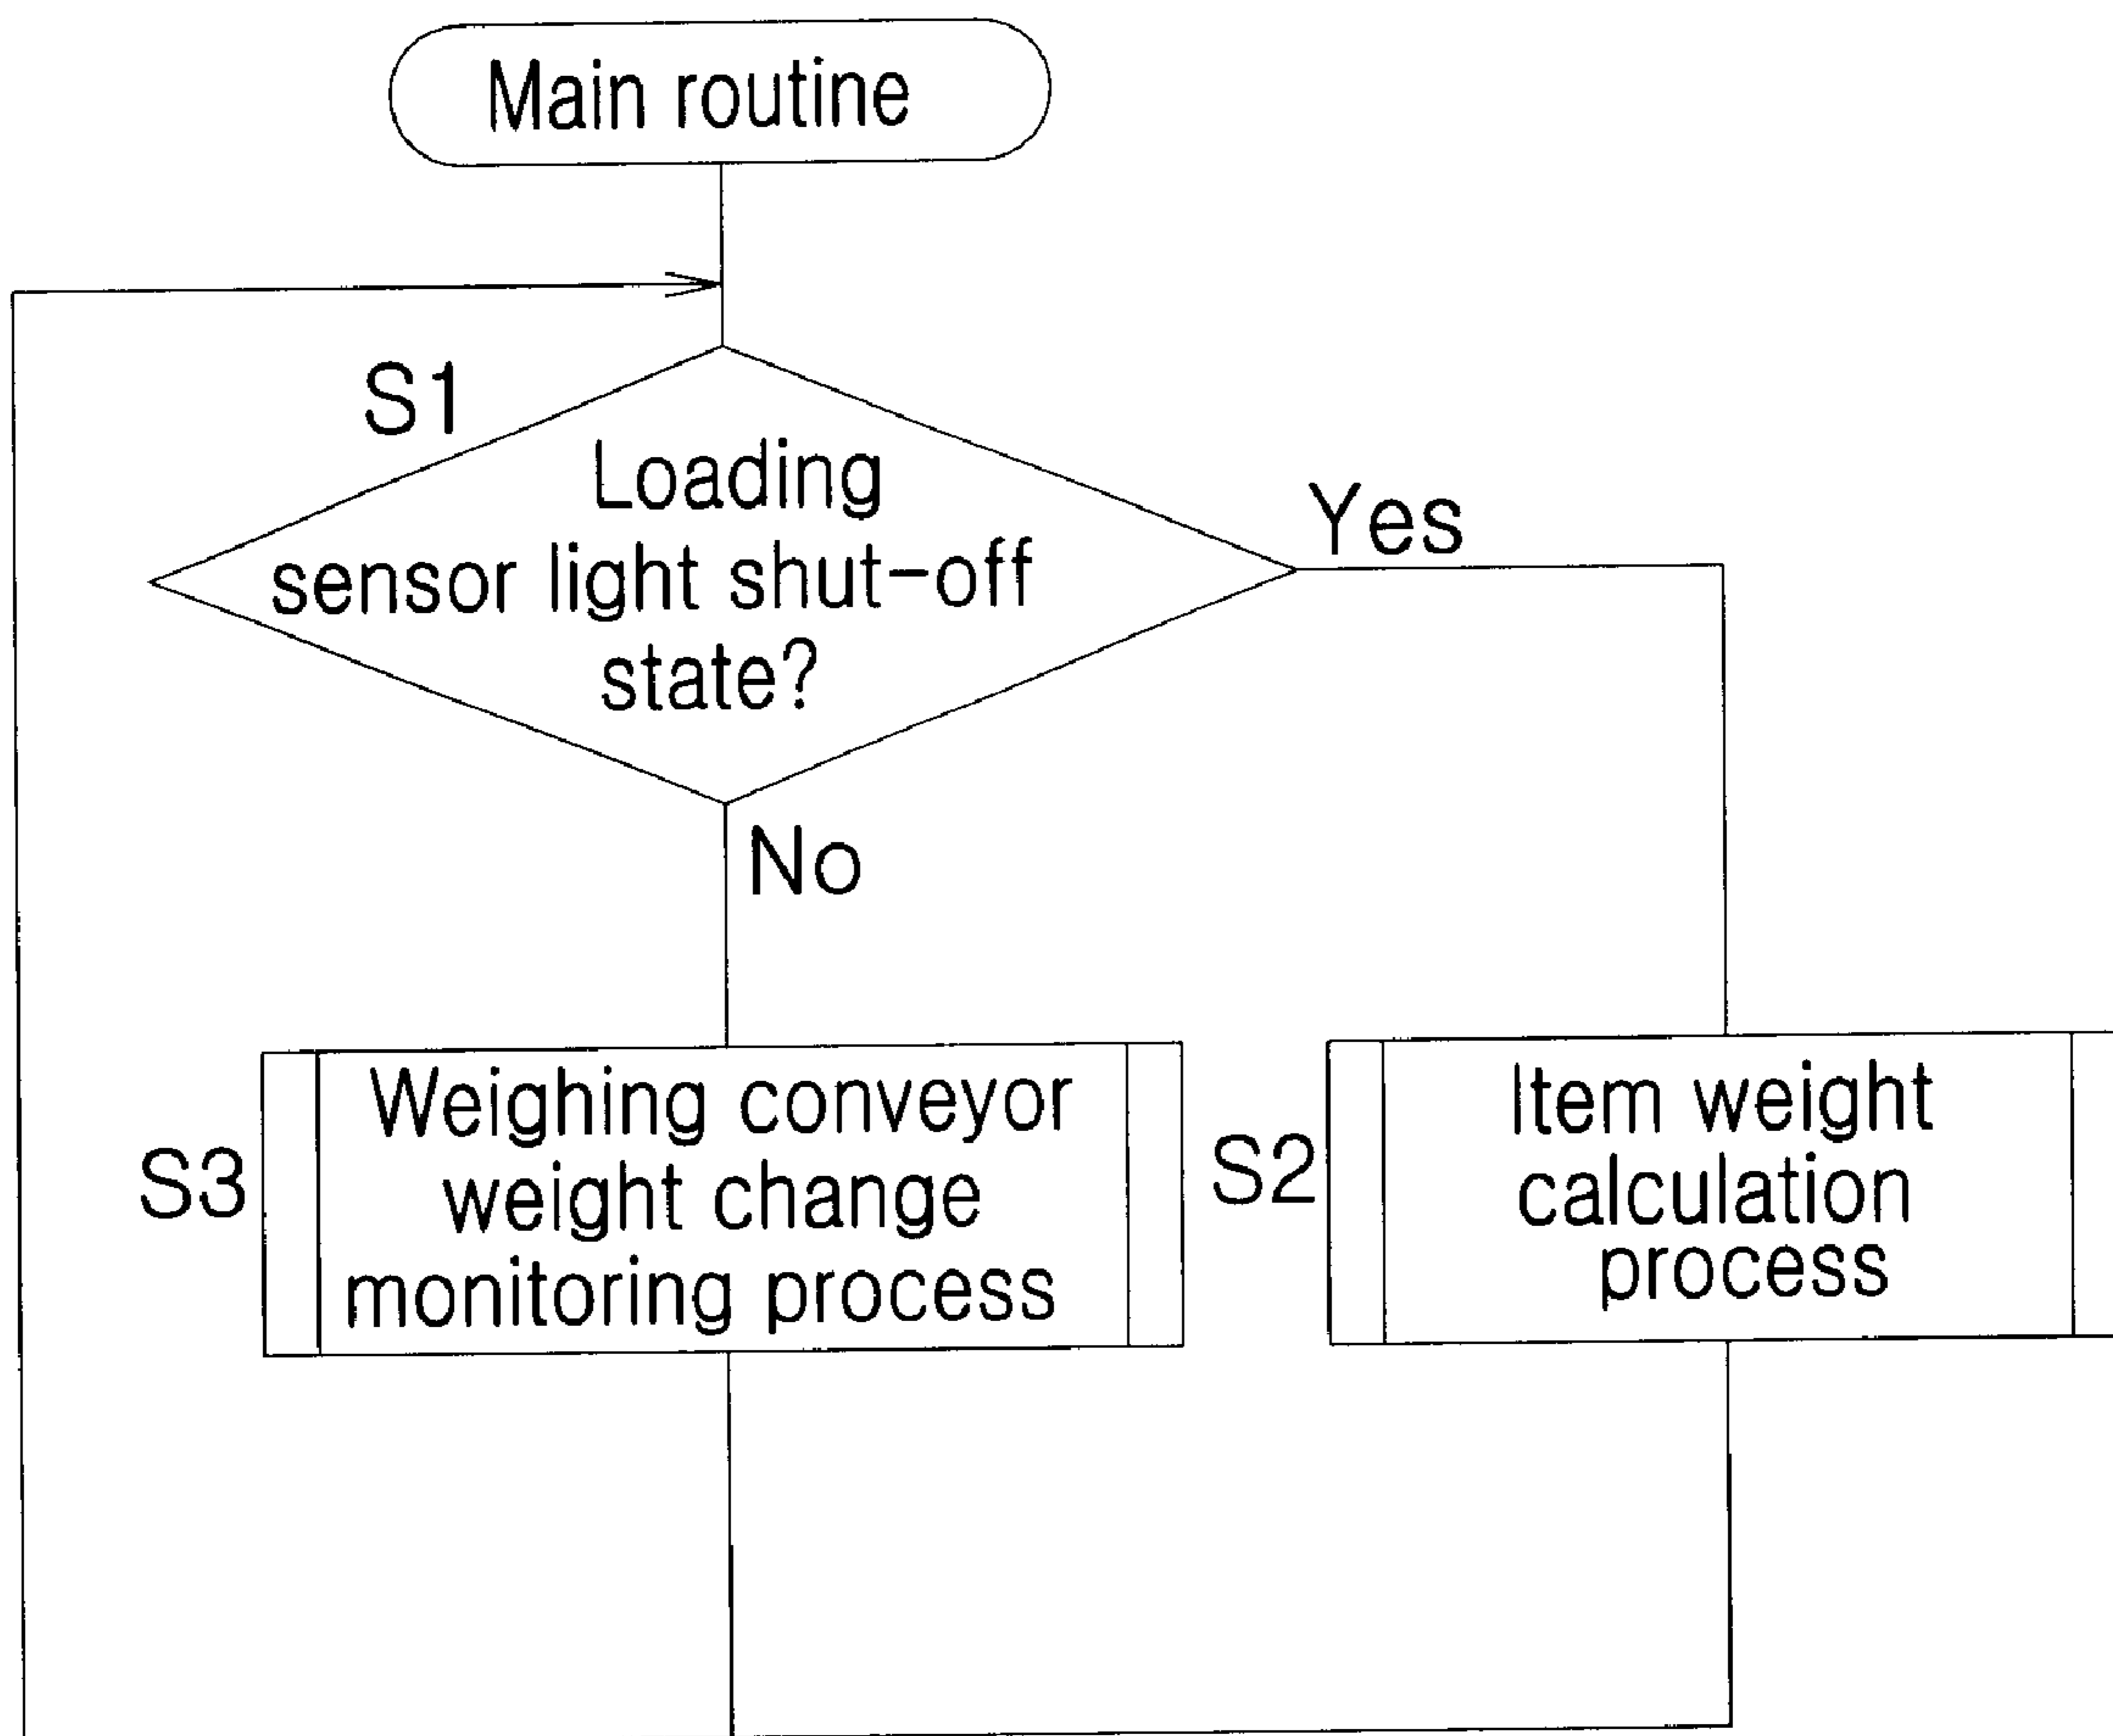 Main routine
S1
Loading
sensor light shut-off
state?
Yes
No
S3
Weighing conveyor
weight change
monitoring process
S2
Item weight
calculation
process